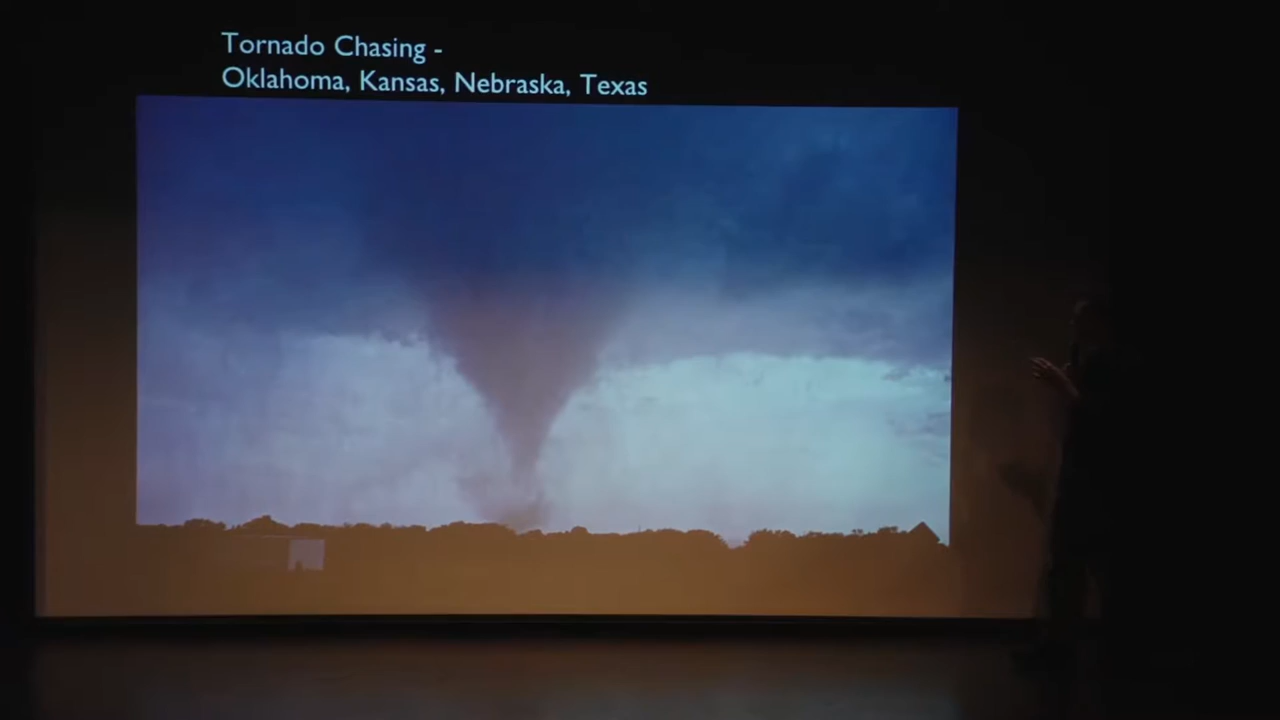 Tornado Chasing -
Oklahoma, Kansas, Nebraska, Texas